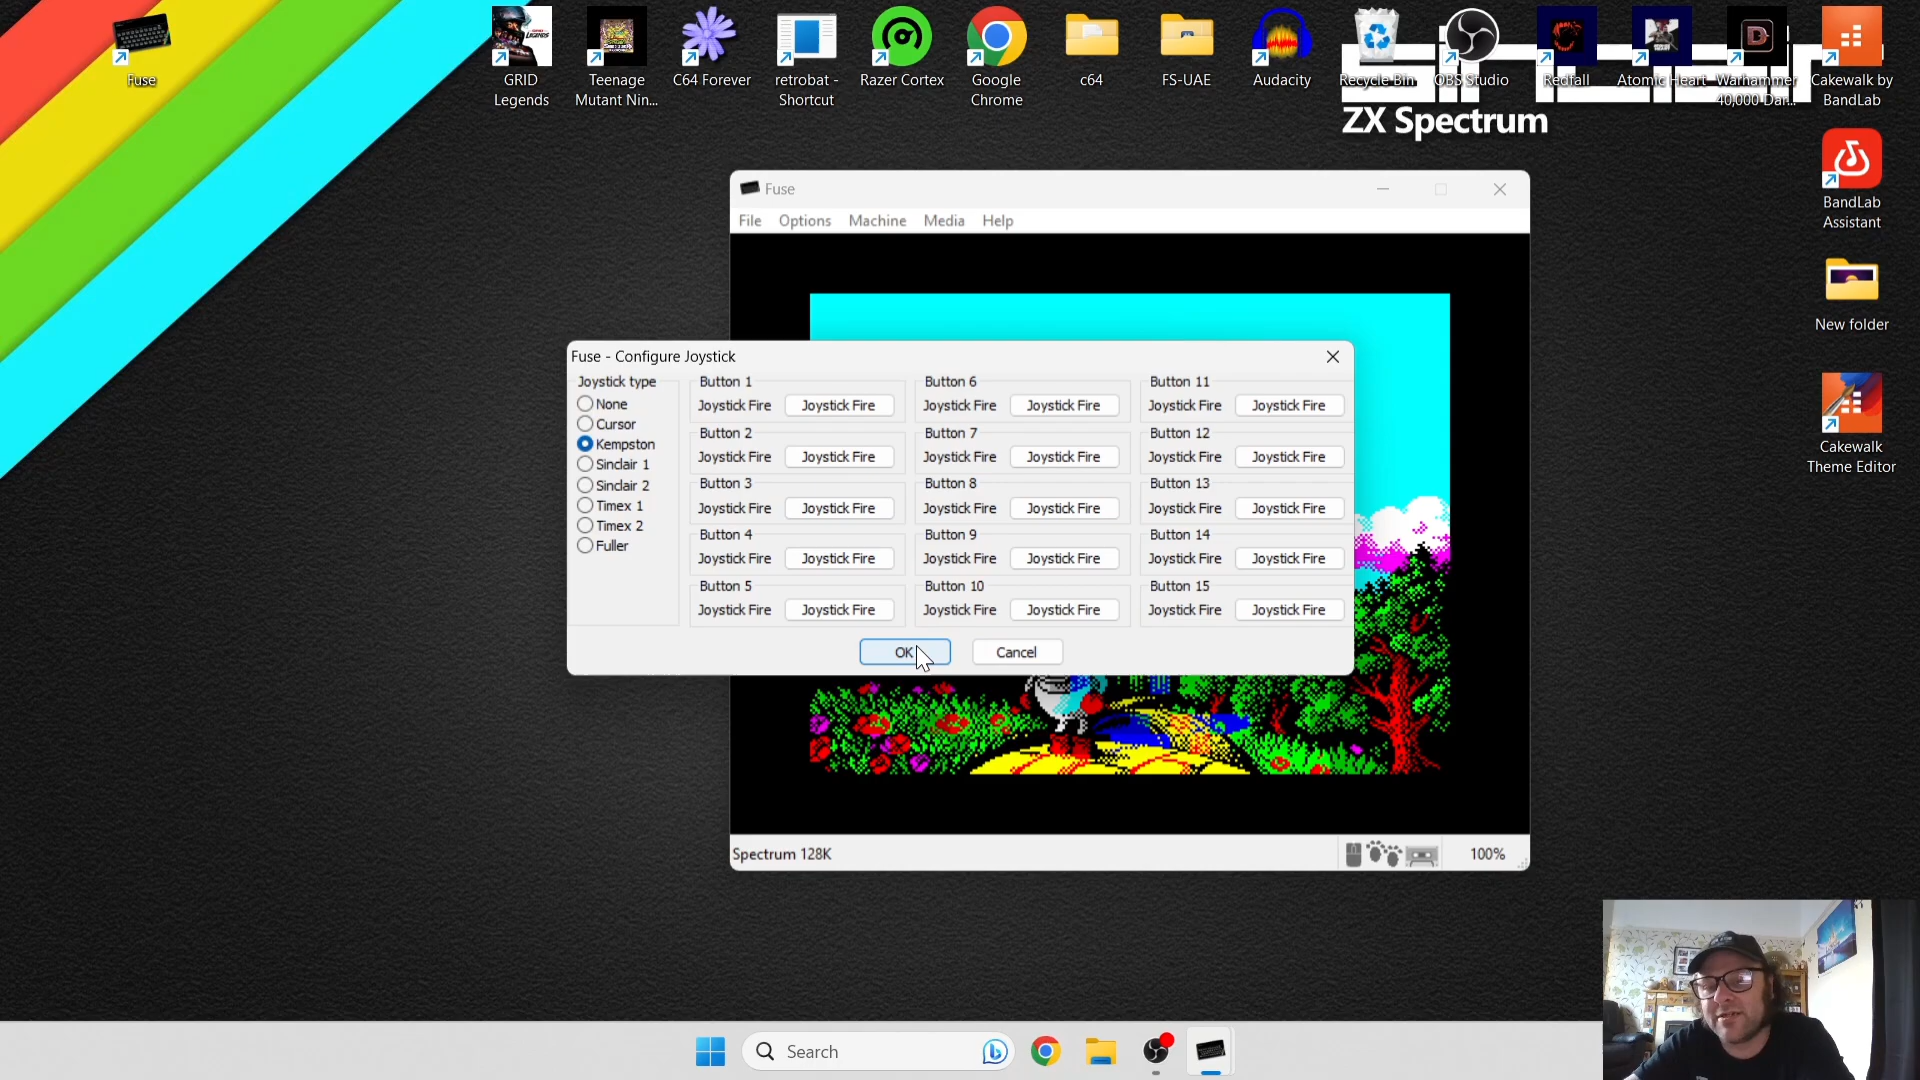 Fuse
GRID
Legends
Teenage
Mutant Nin...
C64 Forever
retrobat -
Shortcut
Razer Cortex
Google
Chrome
c64
FS-UAE
Audacity
Recycle Bin
OBS Studio
Redfall
Atomic Heart
Warhammer
40,000 Dar...
Cakewalk by
BandLab
ZX Spectrum
BandLab
Assistant
New folder
Cakewalk
Theme Editor
Fuse
File Options Machine Media Help
Fuse - Configure Joystick
Joystick type
None
Cursor
Kempston
Sinclair 1
Sinclair 2
Timex 1
Timex 2
Fuller
Button 1
Joystick Fire Joystick Fire
Button 2
Joystick Fire Joystick Fire
Button 3
Joystick Fire Joystick Fire
Button 4
Joystick Fire Joystick Fire
Button 5
Joystick Fire Joystick Fire
Button 6
Joystick Fire Joystick Fire
Button 7
Joystick Fire Joystick Fire
Button 8
Joystick Fire Joystick Fire
Button 9
Joystick Fire Joystick Fire
Button 10
Joystick Fire Joystick Fire
Button 11
Joystick Fire Joystick Fire
Button 12
Joystick Fire Joystick Fire
Button 13
Joystick Fire Joystick Fire
Button 14
Joystick Fire Joystick Fire
Button 15
Joystick Fire Joystick Fire
OK Cancel
Spectrum 128K 100%
Search